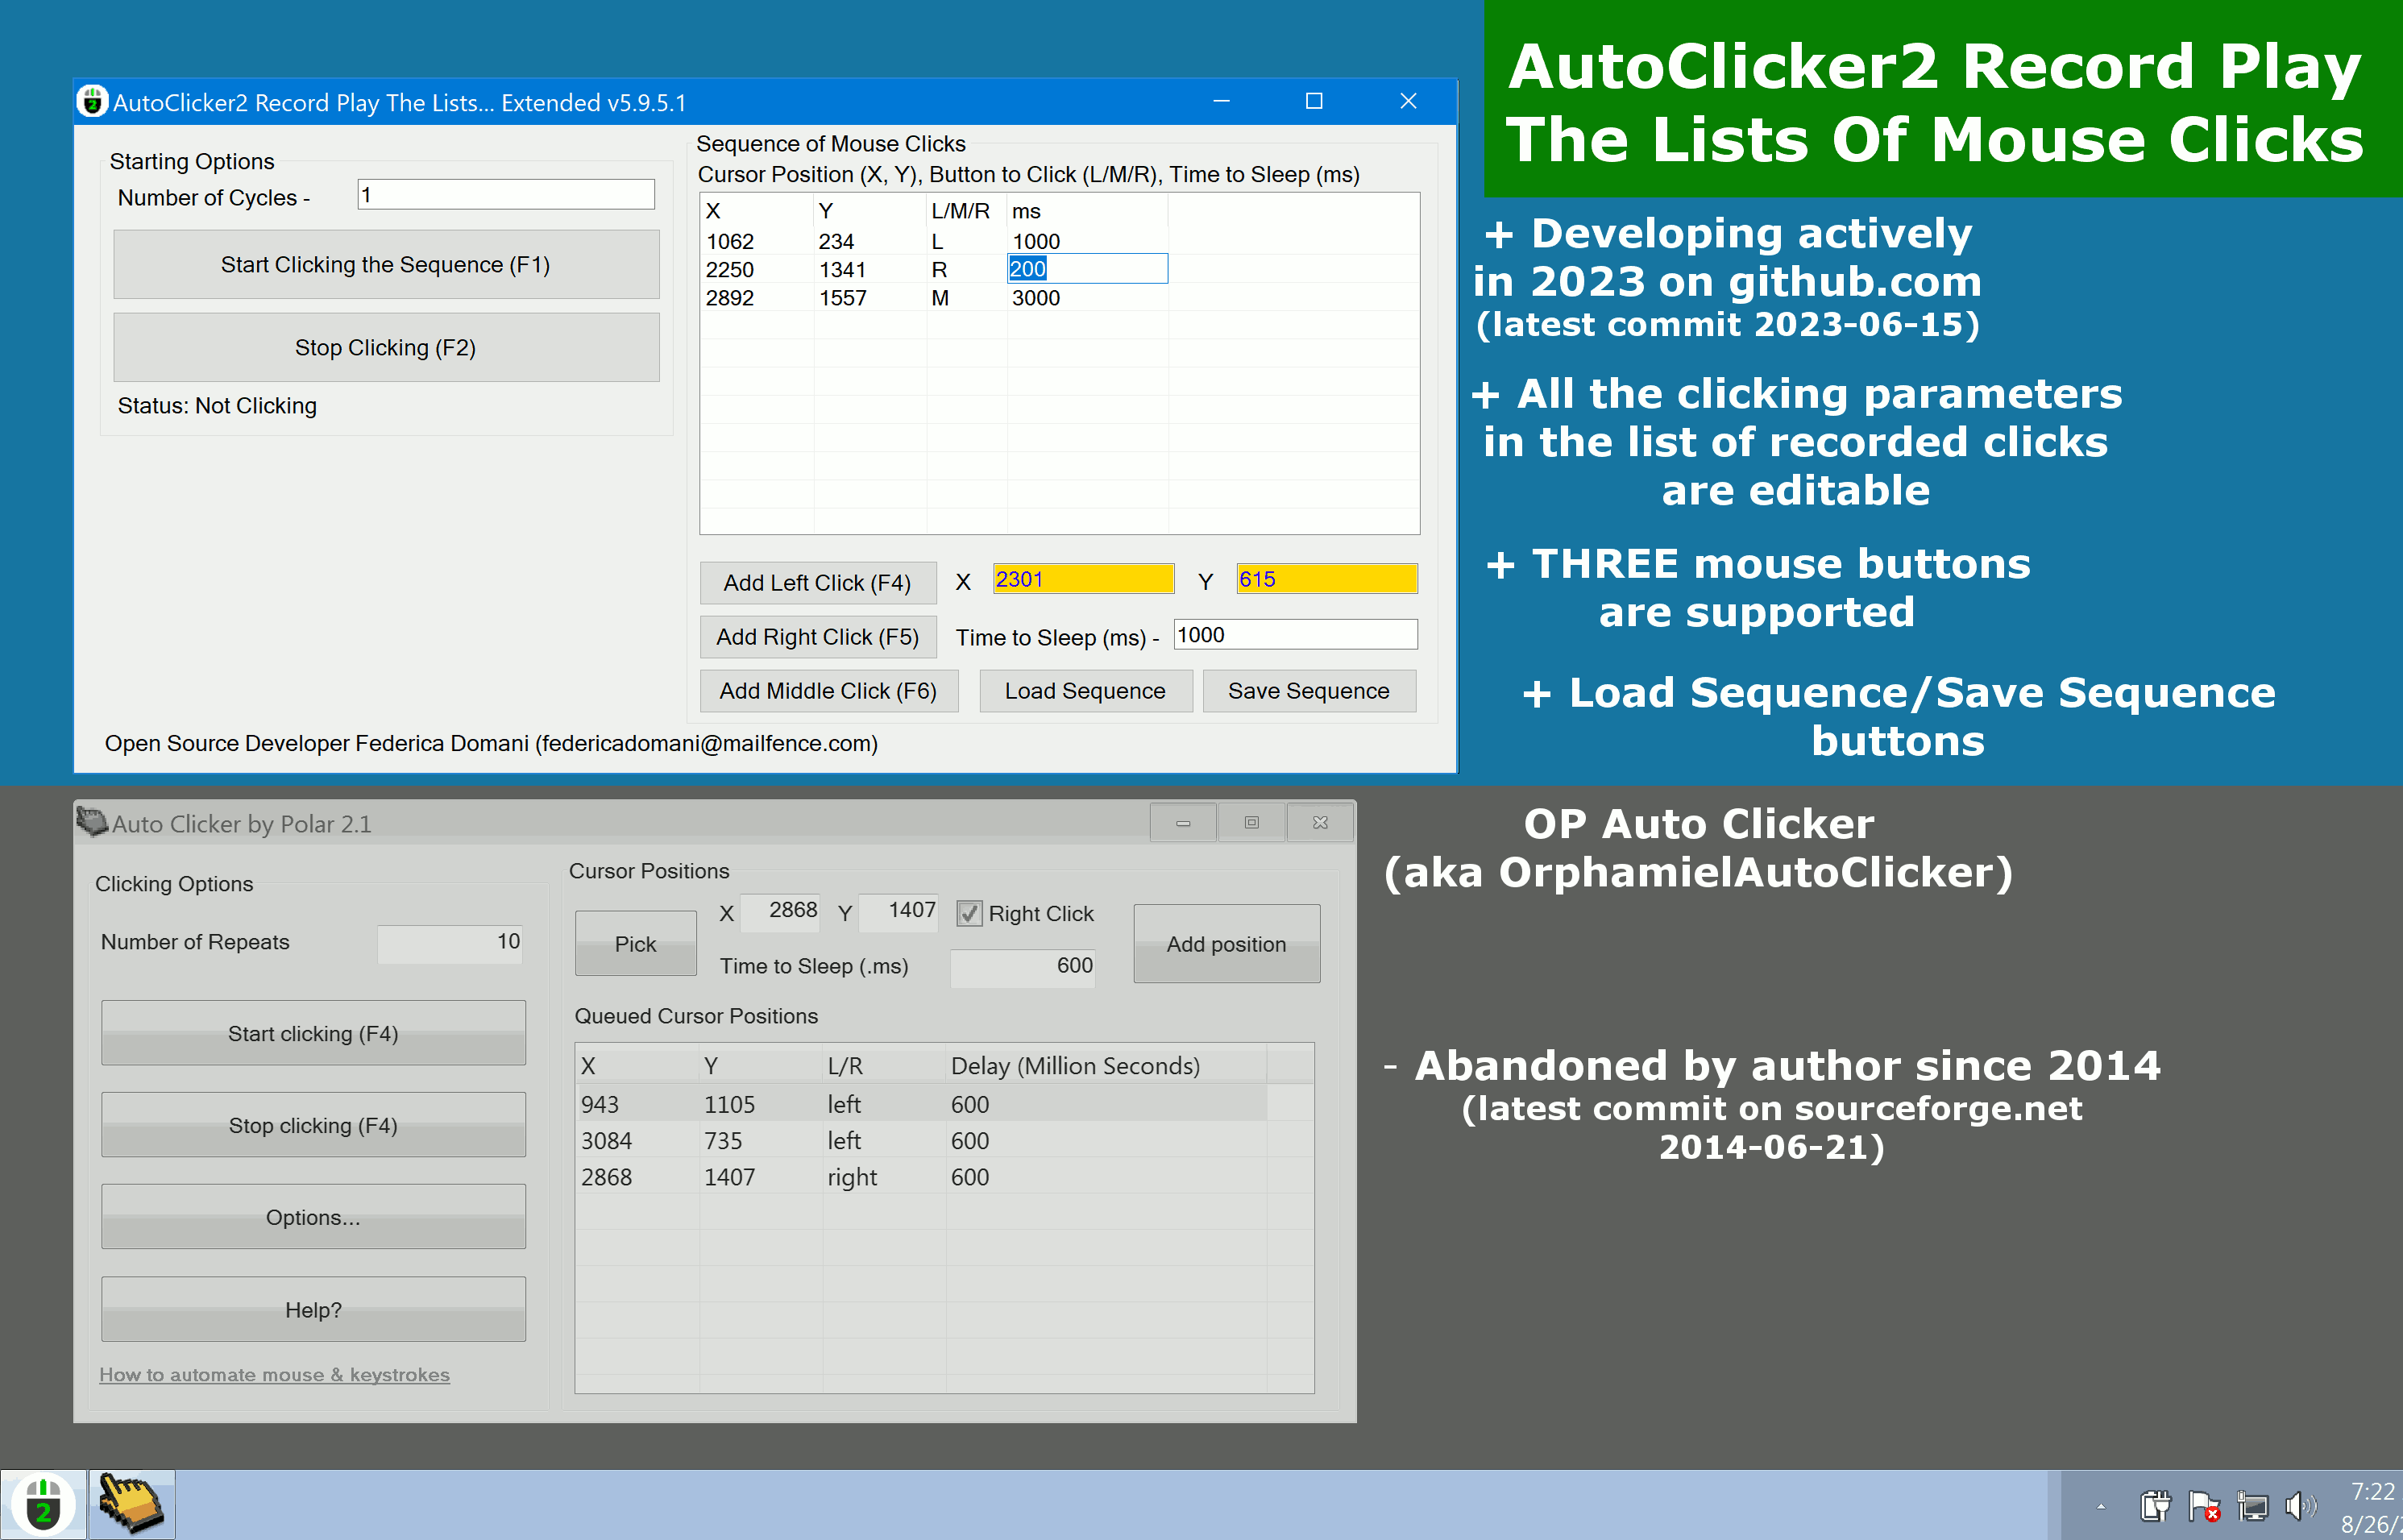 AutoClicker2 Record Play The Lists... Extended v5.9.5.1
Starting Options
Number of Cycles -
1
Start Clicking the Sequence (F1)
Stop Clicking (F2)
Status: Not Clicking
Sequence of Mouse Clicks
Cursor Position (X, Y), Button to Click (L/M/R), Time to Sleep (ms)
X Y L/M/R ms
1062 234 L 1000
2250 1341 R 200
2892 1557 M 3000
Add Left Click (F4) X 2301 Y 615
Add Right Click (F5) Time to Sleep (ms) - 1000
Add Middle Click (F6) Load Sequence Save Sequence
Open Source Developer Federica Domani (federicadomani@mailfence.com)
AutoClicker2 Record Play
The Lists Of Mouse Clicks
+ Developing actively
in 2023 on github.com
(latest commit 2023-06-15)
+ All the clicking parameters
in the list of recorded clicks
are editable
+ THREE mouse buttons
are supported
+ Load Sequence/Save Sequence
buttons
Auto Clicker by Polar 2.1
Clicking Options
Number of Repeats 10
Start clicking (F4)
Stop clicking (F4)
Options...
Help?
How to automate mouse & keystrokes
Cursor Positions
Pick X 2868 Y 1407 Right Click
Time to Sleep (.ms) 600
Add position
Queued Cursor Positions
X Y L/R Delay (Million Seconds)
943 1105 left 600
3084 735 left 600
2868 1407 right 600
OP Auto Clicker
(aka OrphamielAutoClicker)
- Abandoned by author since 2014
(latest commit on sourceforge.net
2014-06-21)
2
7:22
8/26/